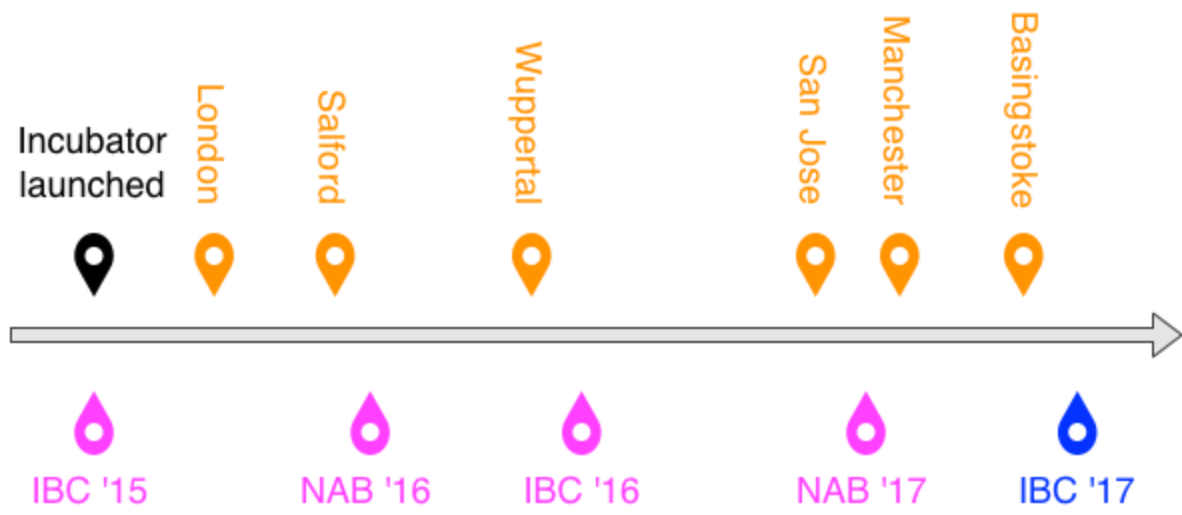 Incubator
launched
London
Salford
Wuppertal
San Jose
Manchester
Basingstoke
IBC '15
NAB '16
IBC '16
NAB '17
IBC '17